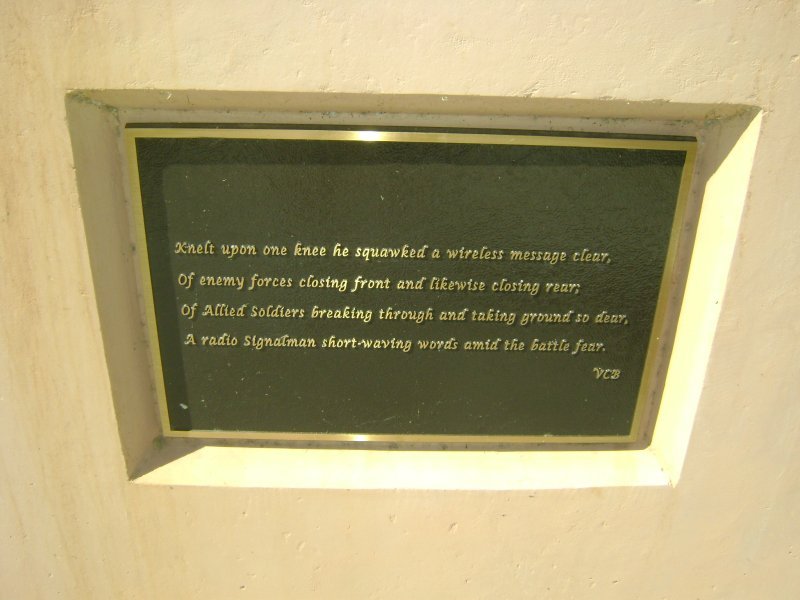 Knelt upon one knee he squawked a wireless message clear,
Of enemy forces closing front and likewise closing rear;
Of Allied Soldiers breaking through and taking ground so dear,
A radio Signalman short-waving words amid the battle fear.
VCB